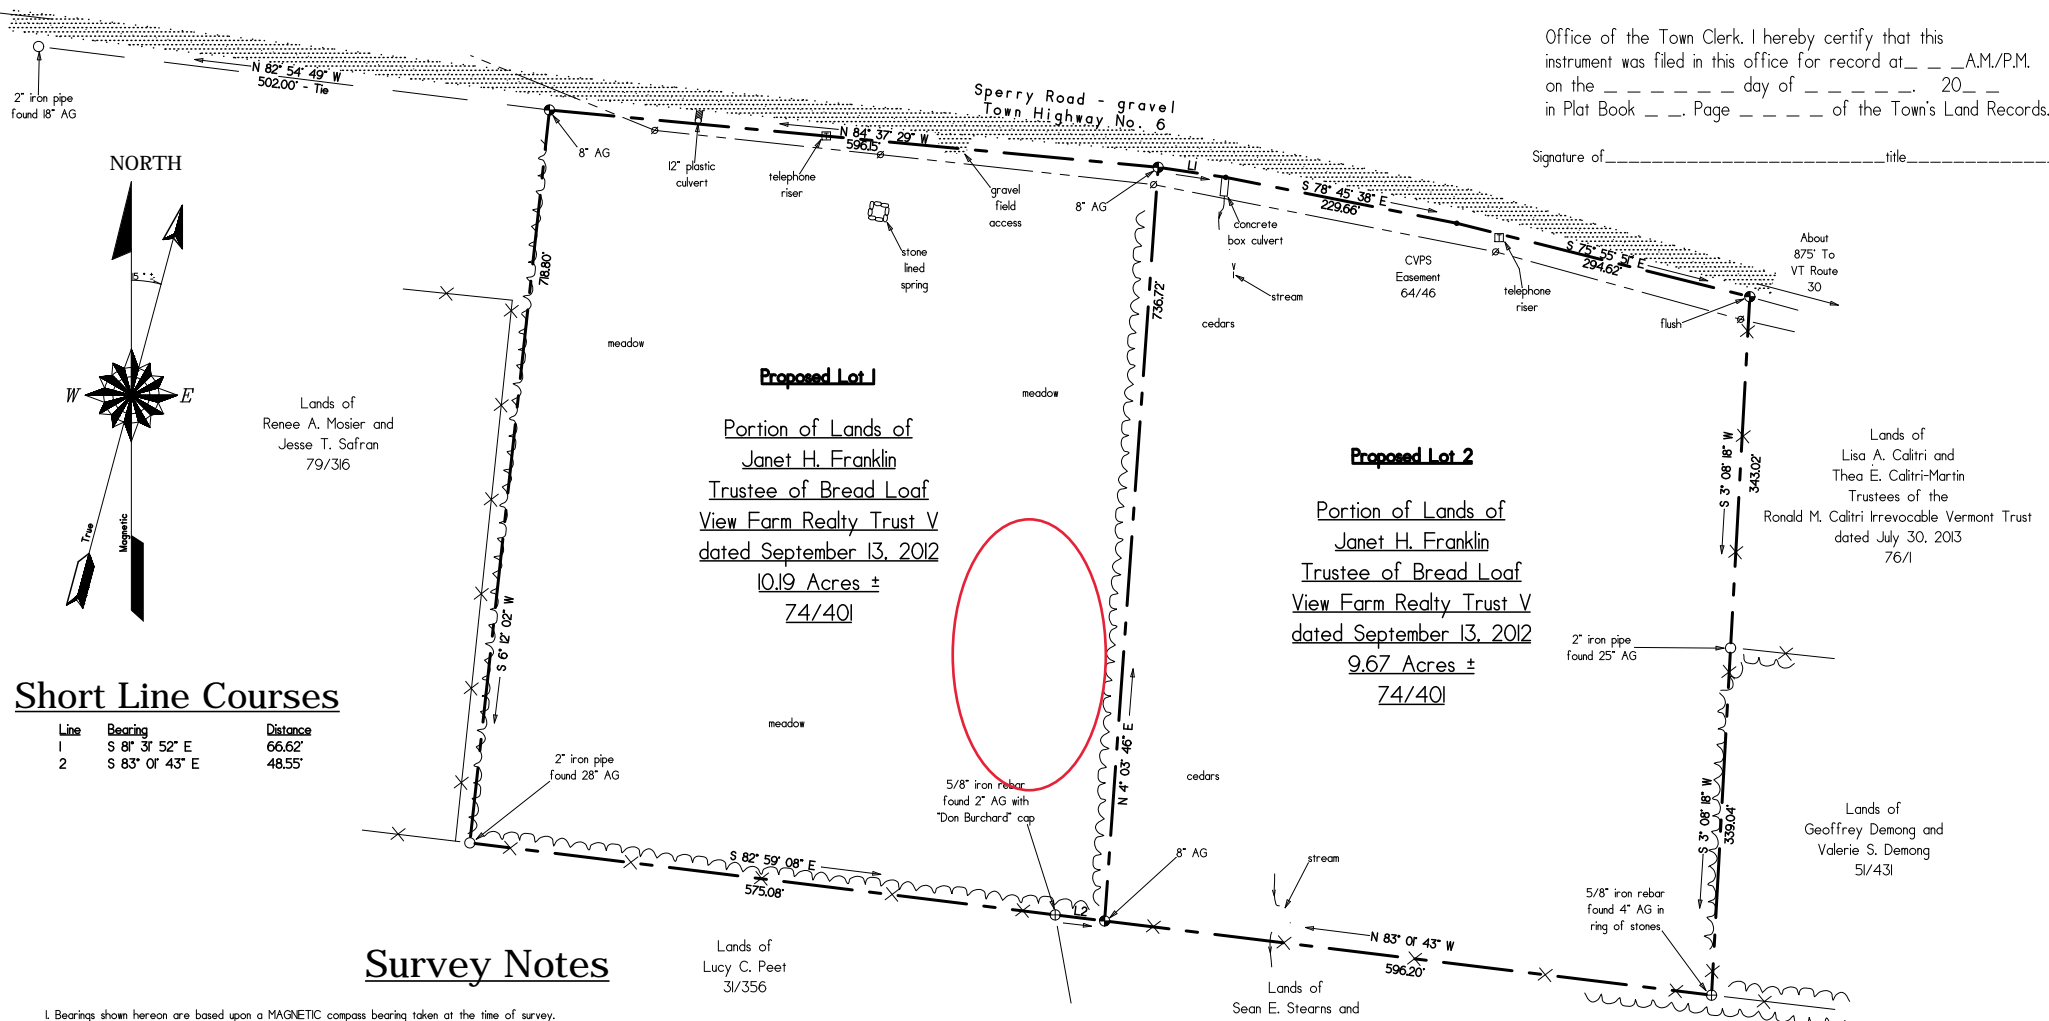 Office of the Town Clerk. I hereby certify that this
instrument was filed in this office for record at_ _ _A.M./P.M.
on the _ _ _ _ _ _ day of _ _ _ _ _. 20_ _
in Plat Book _ _. Page _ _ _ _ of the Town's Land Records.
Signature of________________________title______________
N 82° 54' 49" W
502.00' - Tie
2" iron pipe
found 18" AG
Sperry Road - gravel
Town Highway No. 6
N 84° 37' 29" W
596.15'
8" AG
12" plastic
culvert
telephone
riser
gravel
field
access
8" AG
L1
S 78° 45' 38" E
229.66'
concrete
box culvert
stone
lined
spring
stream
CVPS
Easement
64/46
T
telephone
riser
S 75° 55' 51" E
294.62'
About
875' To
VT Route
30
flush
NORTH
15°
W
E
True
Magnetic
718.80'
S 6° 12' 02" W
736.72'
N 4° 03' 46" E
cedars
meadow
meadow
Lands of
Renee A. Mosier and
Jesse T. Safran
79/316
Proposed Lot 1
Portion of Lands of
Janet H. Franklin
Trustee of Bread Loaf
View Farm Realty Trust V
dated September 13, 2012
10.19 Acres ±
74/401
Proposed Lot 2
Portion of Lands of
Janet H. Franklin
Trustee of Bread Loaf
View Farm Realty Trust V
dated September 13, 2012
9.67 Acres ±
74/401
S 3° 08' 18" W
343.02'
Lands of
Lisa A. Calitri and
Thea E. Calitri-Martin
Trustees of the
Ronald M. Calitri Irrevocable Vermont Trust
dated July 30, 2013
76/1
2" iron pipe
found 25" AG
Short Line Courses
Line Bearing Distance
1 S 81° 31' 52" E 66.62'
2 S 83° 01' 43" E 48.55'
meadow
2" iron pipe
found 28" AG
5/8" iron rebar
found 2" AG with
"Don Burchard" cap
cedars
S 3° 08' 18" W
339.04'
Lands of
Geoffrey Demong and
Valerie S. Demong
51/431
S 82° 59' 08" E
575.08'
L2
8" AG
stream
5/8" iron rebar
found 4" AG in
ring of stones
N 83° 01' 43" W
596.20'
Lands of
Lucy C. Peet
31/356
Lands of
Sean E. Stearns and
Survey Notes
1. Bearings shown hereon are based upon a MAGNETIC compass bearing taken at the time of survey.